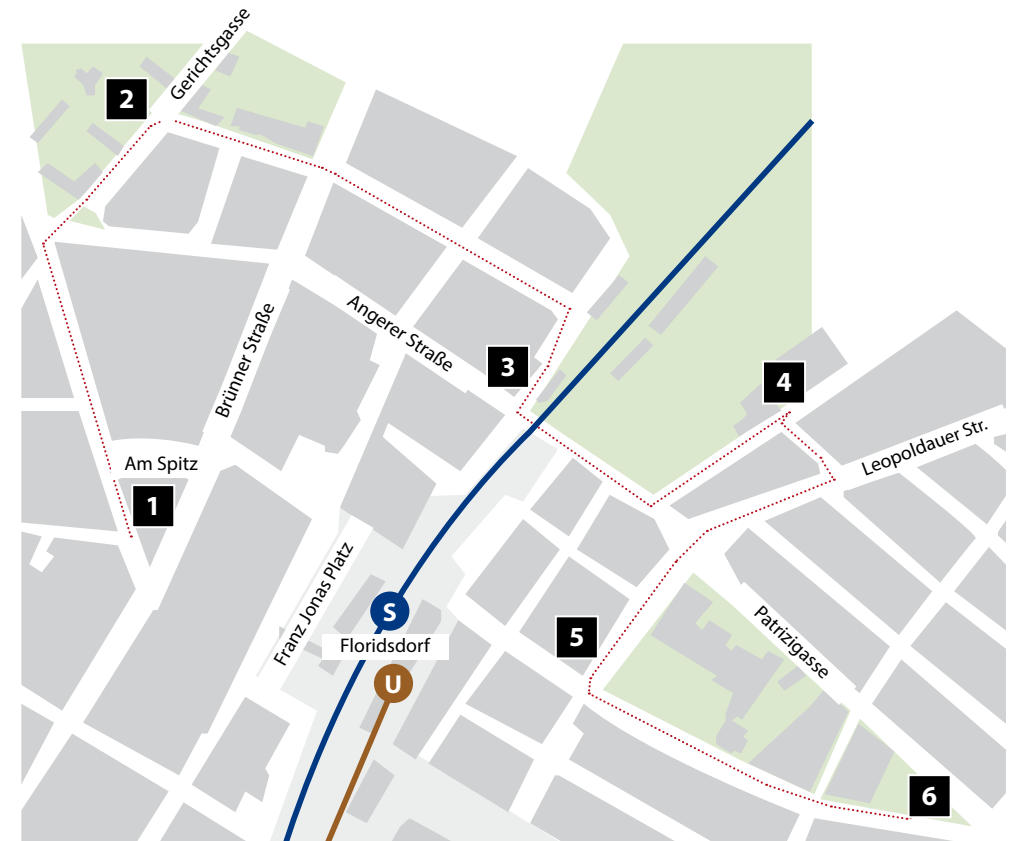 Gerichtsgasse
2
Angerer Straße
Brünner Straße
3
4
Leopoldauer Str.
Am Spitz
1
Franz Jonas Platz
S
Floridsdorf
U
5
Patrizigasse
6